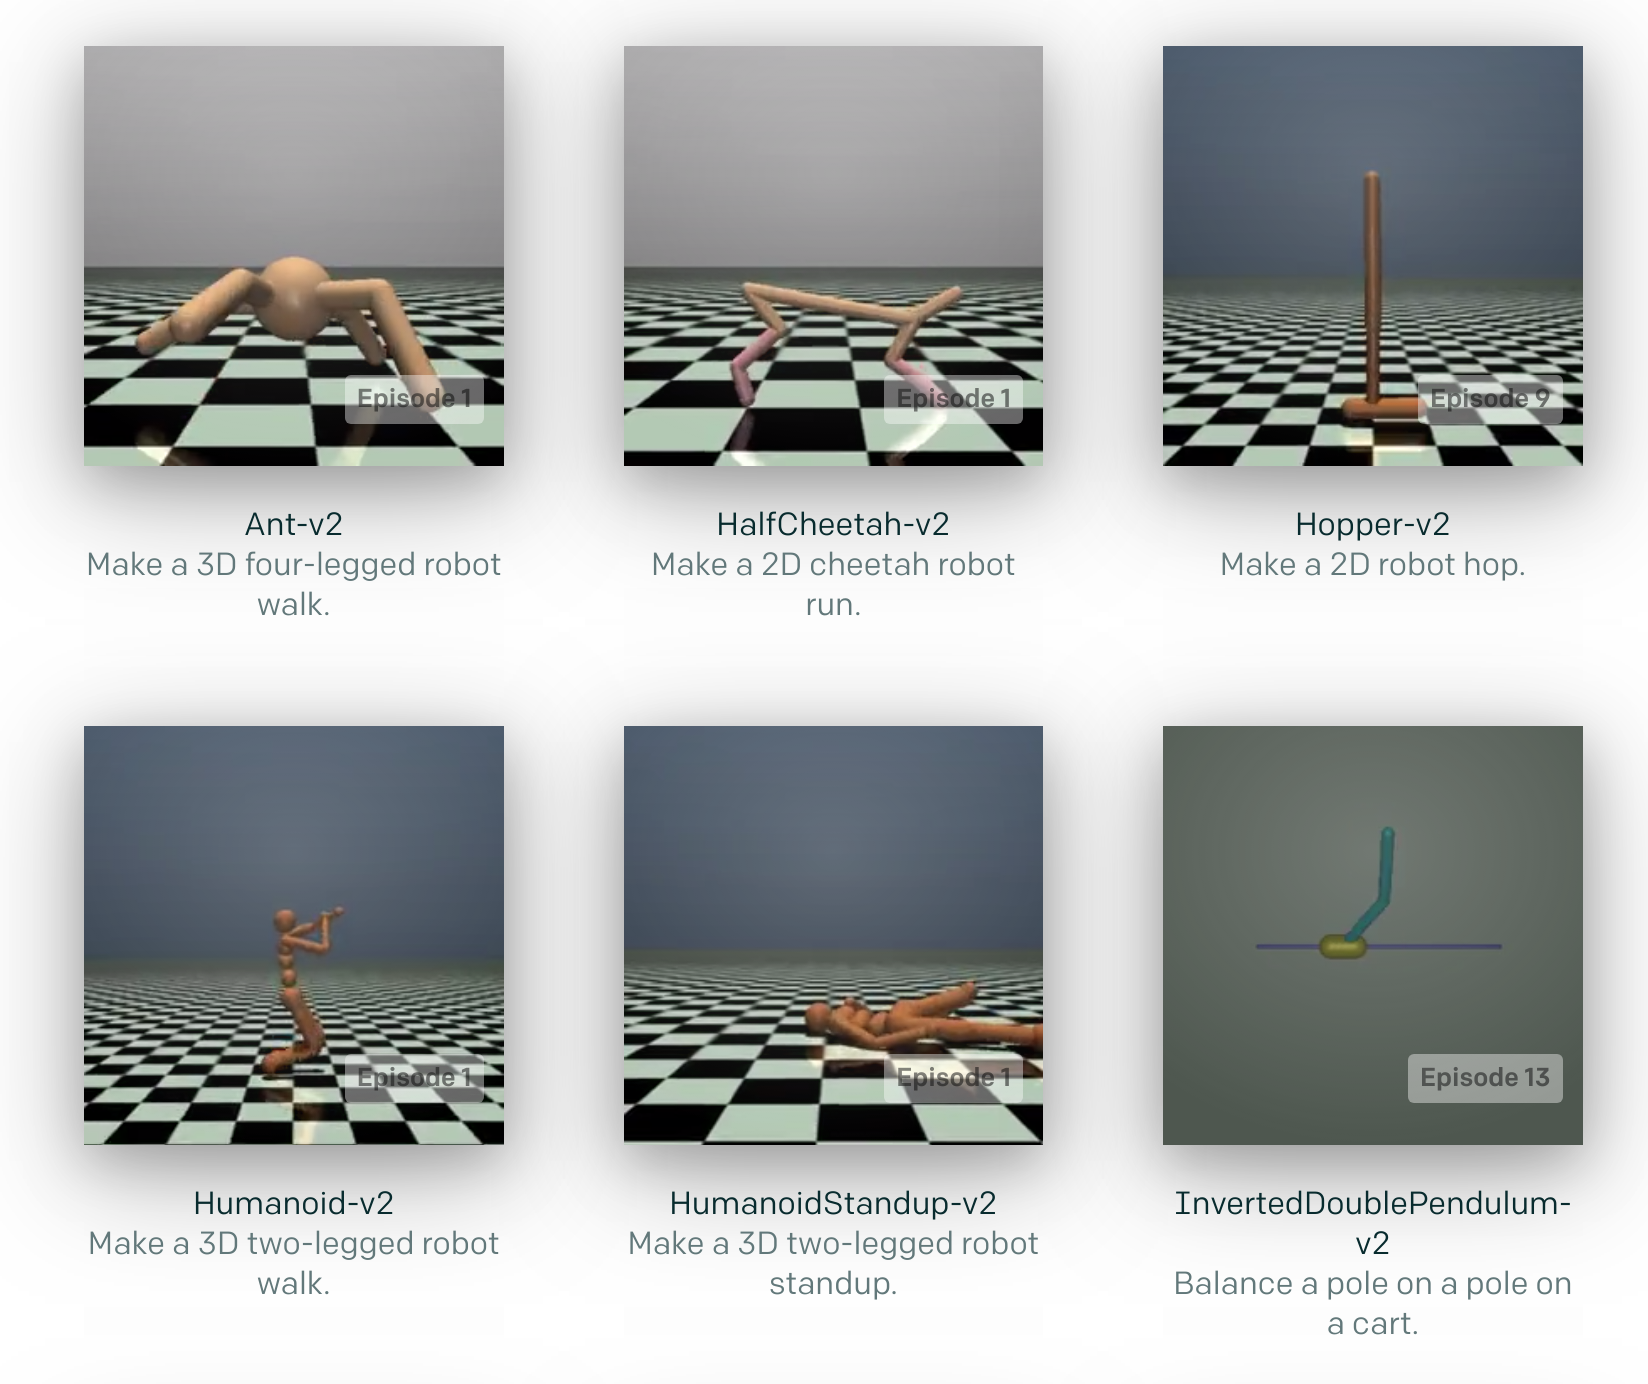 Episode 1
Episode 1
Episode 9
Ant-v2
Make a 3D four-legged robot
walk.
HalfCheetah-v2
Make a 2D cheetah robot
run.
Hopper-v2
Make a 2D robot hop.
Episode 1
Episode 1
Episode 13
Humanoid-v2
Make a 3D two-legged robot
walk.
HumanoidStandup-v2
Make a 3D two-legged robot
standup.
InvertedDoublePendulum-
v2
Balance a pole on a pole on
a cart.